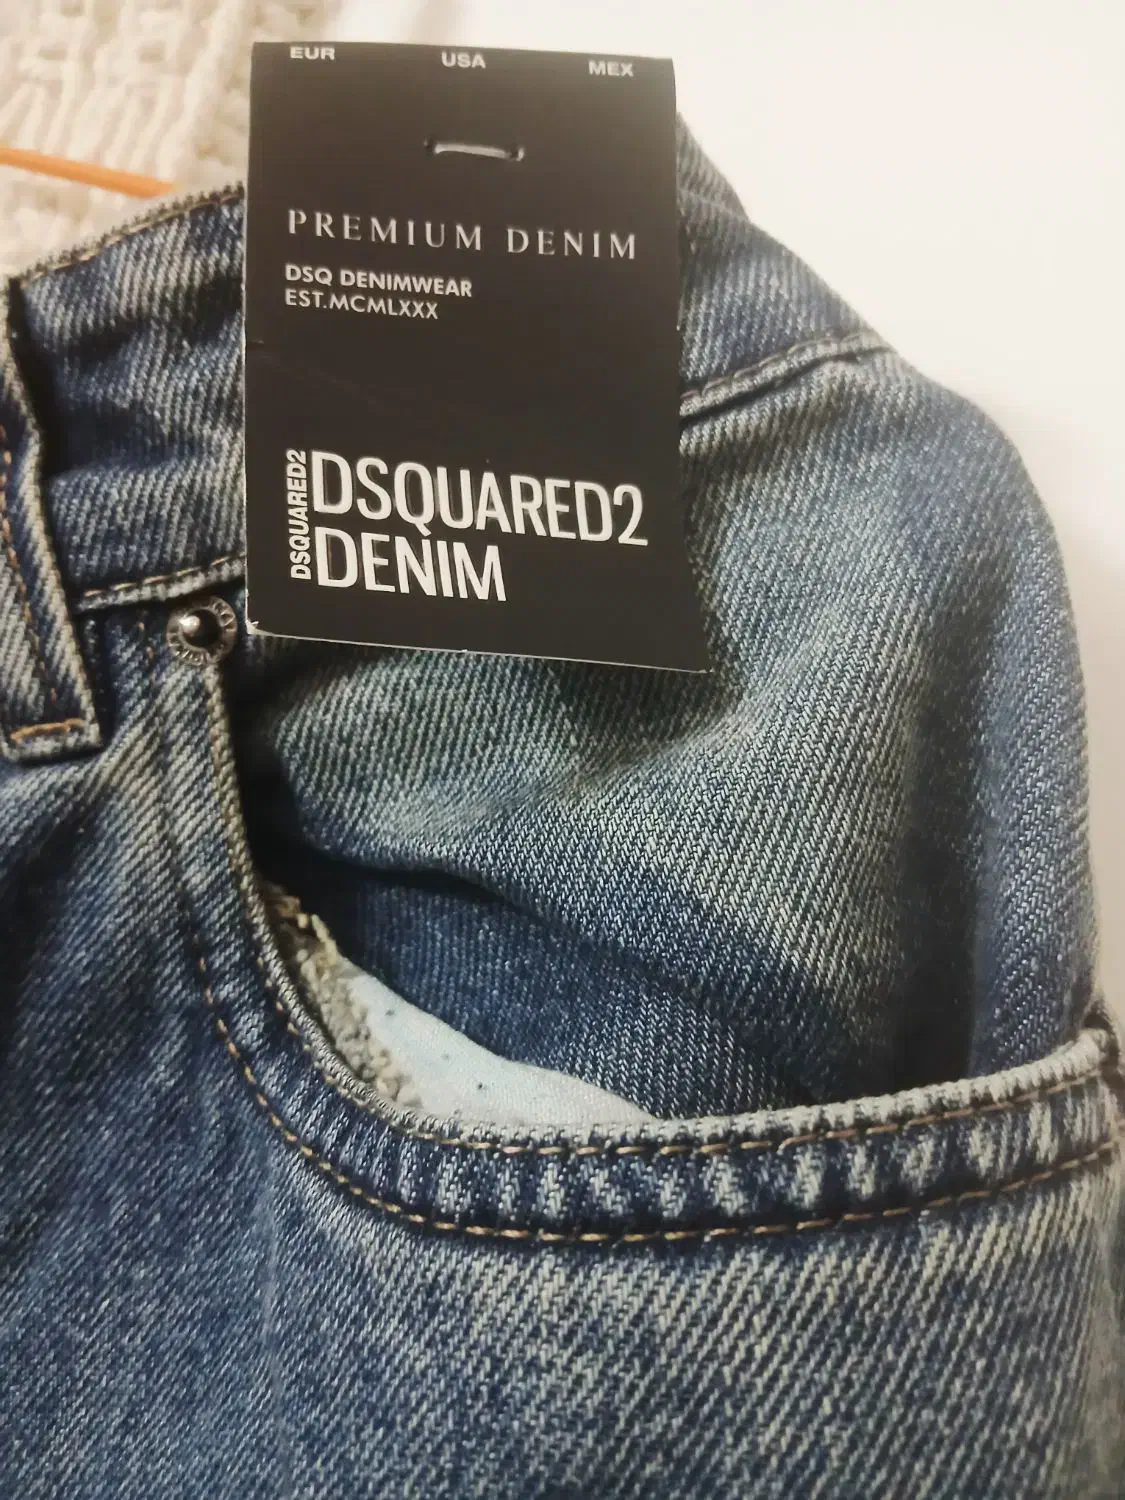 EUR USA MEX
PREMIUM DENIM
DSQ DENIMWEAR
EST.MCMLXXX
DSQUARED2
DSQUARED2
DENIM